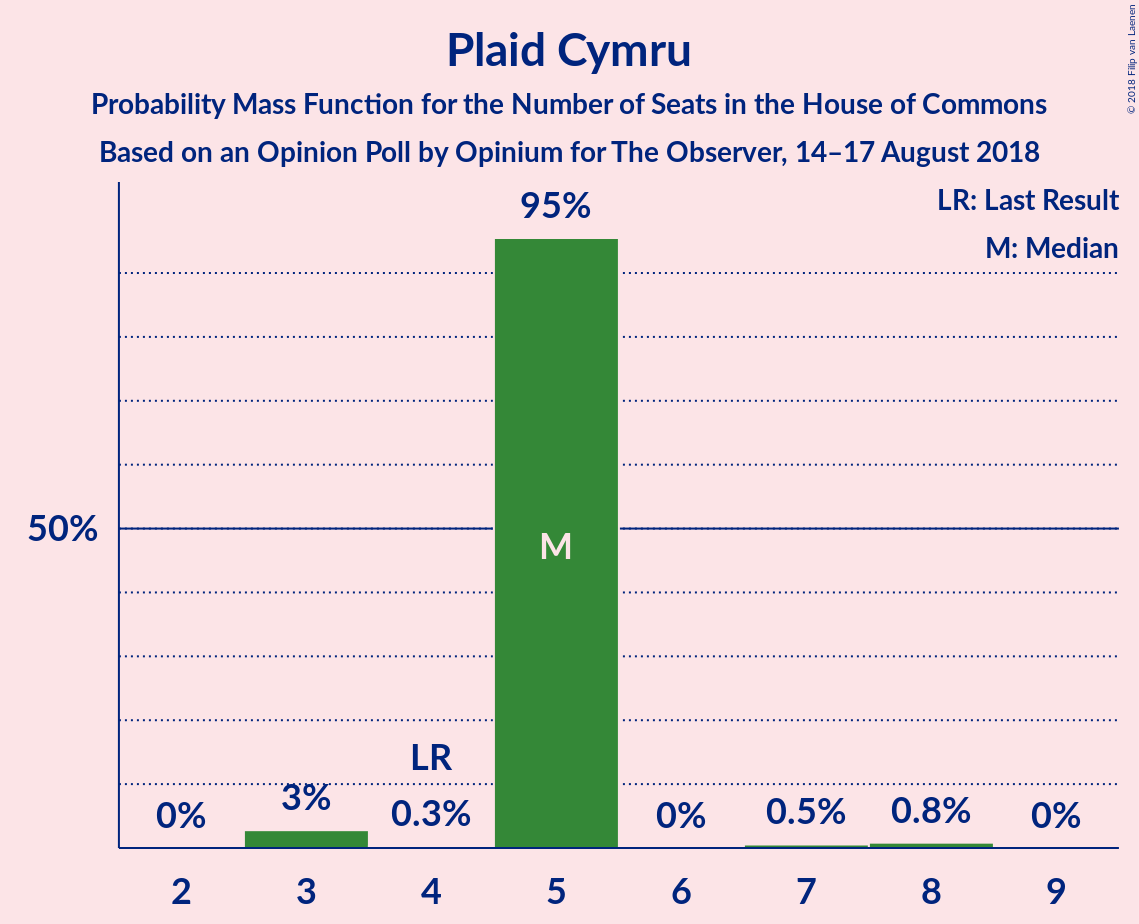 Plaid Cymru
Probability Mass Function for the Number of Seats in the House of Commons
Based on an Opinion Poll by Opinium for The Observer, 14–17 August 2018
© 2018 Filip van Laenen
LR: Last Result
M: Median
95%
50%
M
LR
0%
3%
0.3%
0%
0.5%
0.8%
0%
2
3
4
5
6
7
8
9